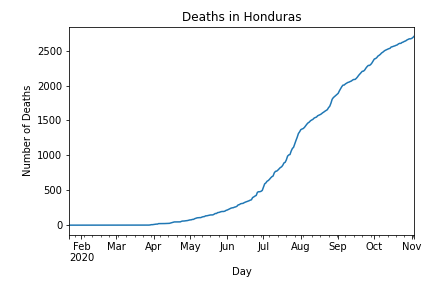 Deaths in Honduras
Number of Deaths
2500
2000
1500
1000
500
0
Feb Mar Apr May Jun Jul Aug Sep Oct Nov
2020
Day